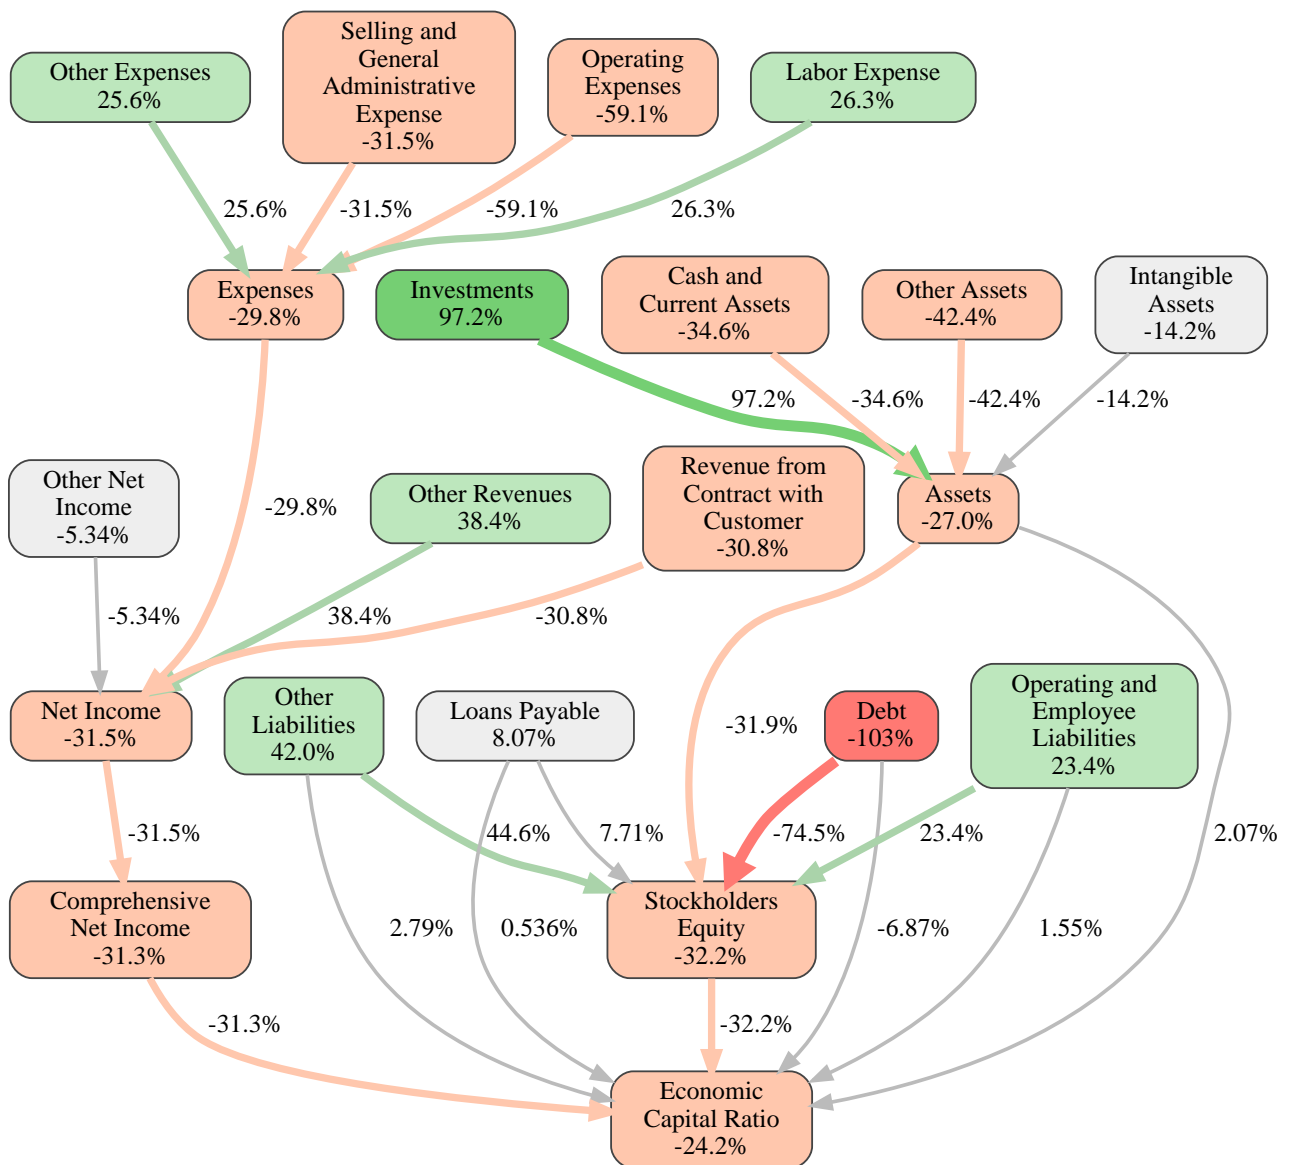 Other Expenses
25.6%
Selling and
General
Administrative
Expense
-31.5%
Operating
Expenses
-59.1%
Labor Expense
26.3%
25.6%
-31.5%
-59.1%
26.3%
Expenses
-29.8%
Investments
97.2%
Cash and
Current Assets
-34.6%
Other Assets
-42.4%
Intangible
Assets
-14.2%
97.2%
-34.6%
-42.4%
-14.2%
Other Net
Income
-5.34%
-29.8%
Other Revenues
38.4%
Revenue from
Contract with
Customer
-30.8%
Assets
-27.0%
-5.34%
38.4%
-30.8%
Net Income
-31.5%
Other
Liabilities
42.0%
Loans Payable
8.07%
-31.9%
Debt
-103%
Operating and
Employee
Liabilities
23.4%
-31.5%
44.6%
7.71%
-74.5%
23.4%
2.07%
Comprehensive
Net Income
-31.3%
2.79%
0.536%
Stockholders
Equity
-32.2%
-6.87%
1.55%
-31.3%
-32.2%
Economic
Capital Ratio
-24.2%